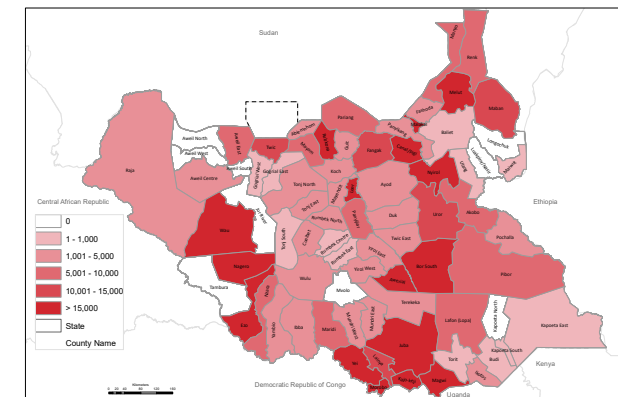 Sudan
Manyo
Renk
Melut
Maban
Fashoda
Malakal
Panyikang
Baliet
Longochuk
Luakpiny/Nasir
Maiwut
Ulang
Nyirol
Canal/Pigi
Fangak
Pariang
Abiemnhom
Mayom
Rubkona
Guit
Koch
Leer
Mayendit
Panyijiar
Twic
Gogrial East
Gogrial West
Aweil North
Aweil East
Aweil West
Aweil South
Aweil Centre
Raja
Tonj North
Tonj East
Tonj South
Ayod
Duk
Uror
Akobo
Twic East
Pochalla
Pibor
Bor South
Rumbek North
Rumbek Centre
Rumbek East
Cueibet
Yirol East
Yirol West
Awerial
Wulu
Mvolo
Wau
Jur River
Nagero
Tambura
Ezo
Nzara
Yambio
Ibba
Maridi
Mundri West
Mundri East
Terekeka
Juba
Lafon (Lopa)
Torit
Kapoeta North
Kapoeta East
Kapoeta South
Budi
Ikotos
Magwi
Kajo-keji
Lainya
Yei
Morobo
Central African Republic
Ethiopia
Kenya
Uganda
Democratic Republic of Congo
0
1 - 1,000
1,001 - 5,000
5,001 - 10,000
10,001 - 15,000
> 15,000
State
County Name
Kilometers